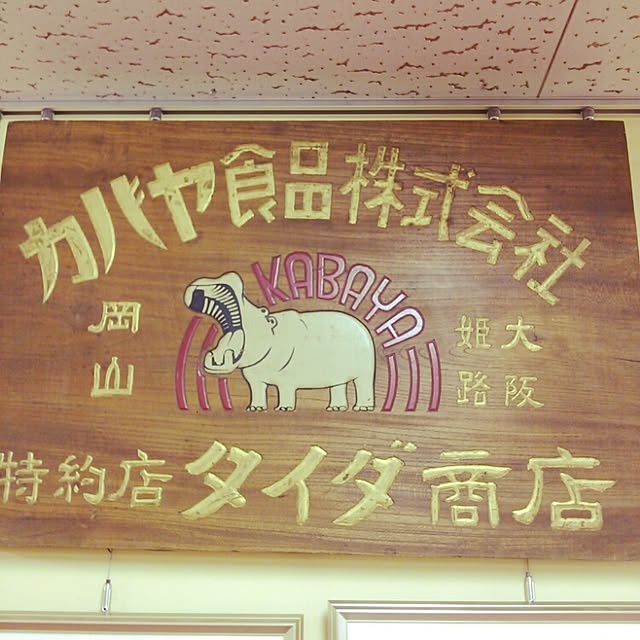 カバヤ食品株式会社
KABAYA
岡山
大阪
姫路
特約店 タイダ商店